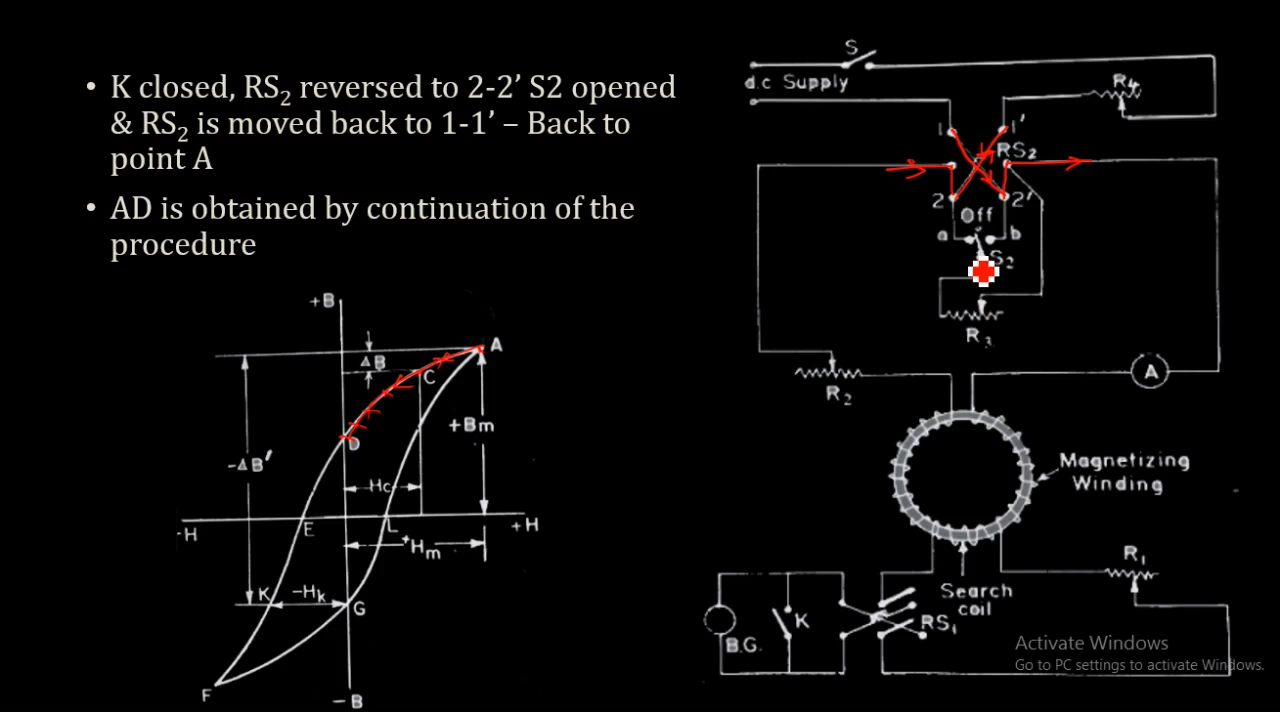 • K closed, RS₂ reversed to 2-2’ S2 opened
& RS₂ is moved back to 1-1’ – Back to
point A
• AD is obtained by continuation of the
procedure
+B
A
ΔB
C
D
+Bm
-ΔB'
Hc
-H
E
L
+H
+Hm
K
-Hk
G
F
-B
S
d.c Supply
R4
1
1'
RS2
2
2'
Off
a
b
S2
R3
R2
A
Magnetizing
Winding
Search
coil
R1
B.G.
K
RS1
Activate Windows
Go to PC settings to activate Windows.